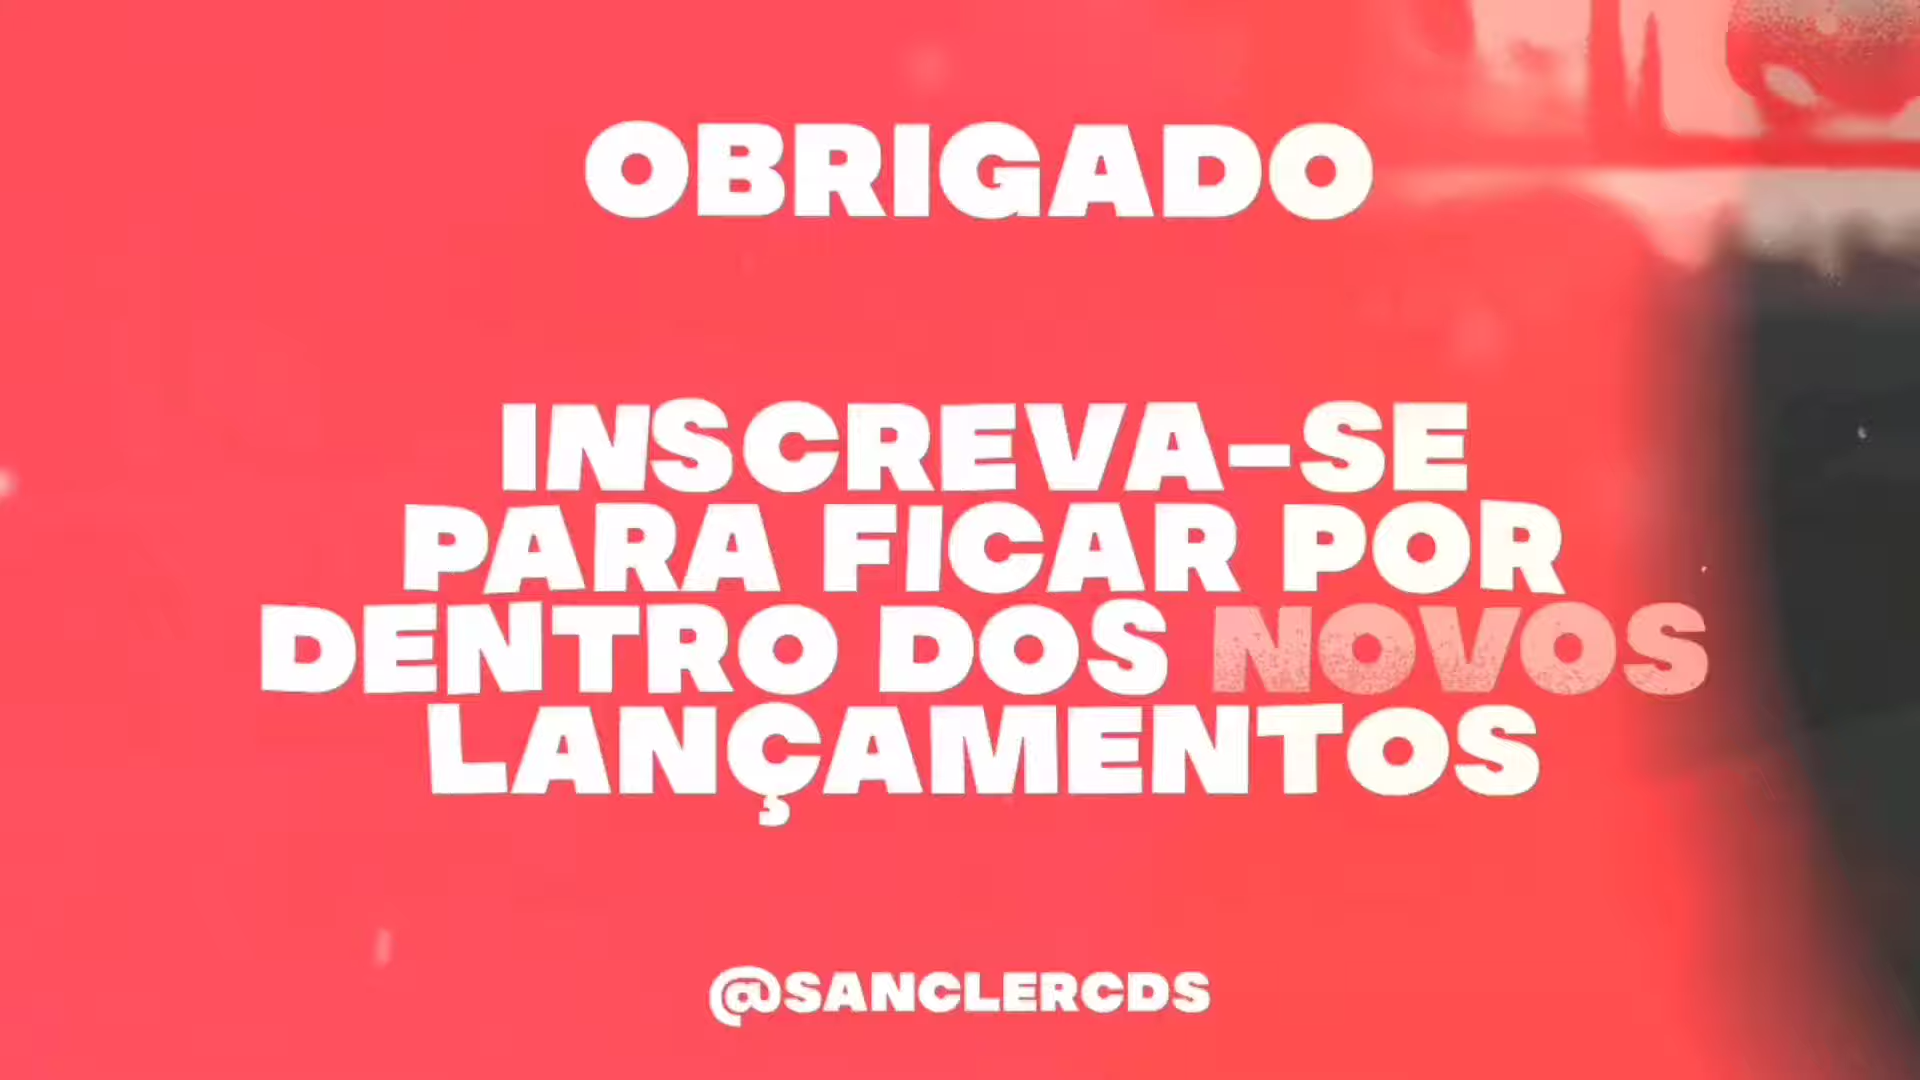 OBRIGADO
INSCREVA-SE
PARA FICAR POR
DENTRO DOS NOVOS
LANÇAMENTOS
@SANCLERCDS